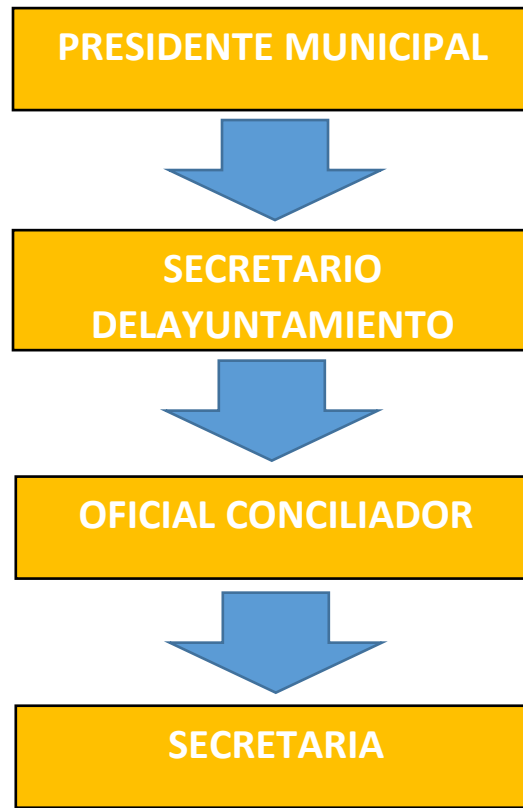 PRESIDENTE MUNICIPAL
SECRETARIO
DELAYUNTAMIENTO
OFICIAL CONCILIADOR
SECRETARIA